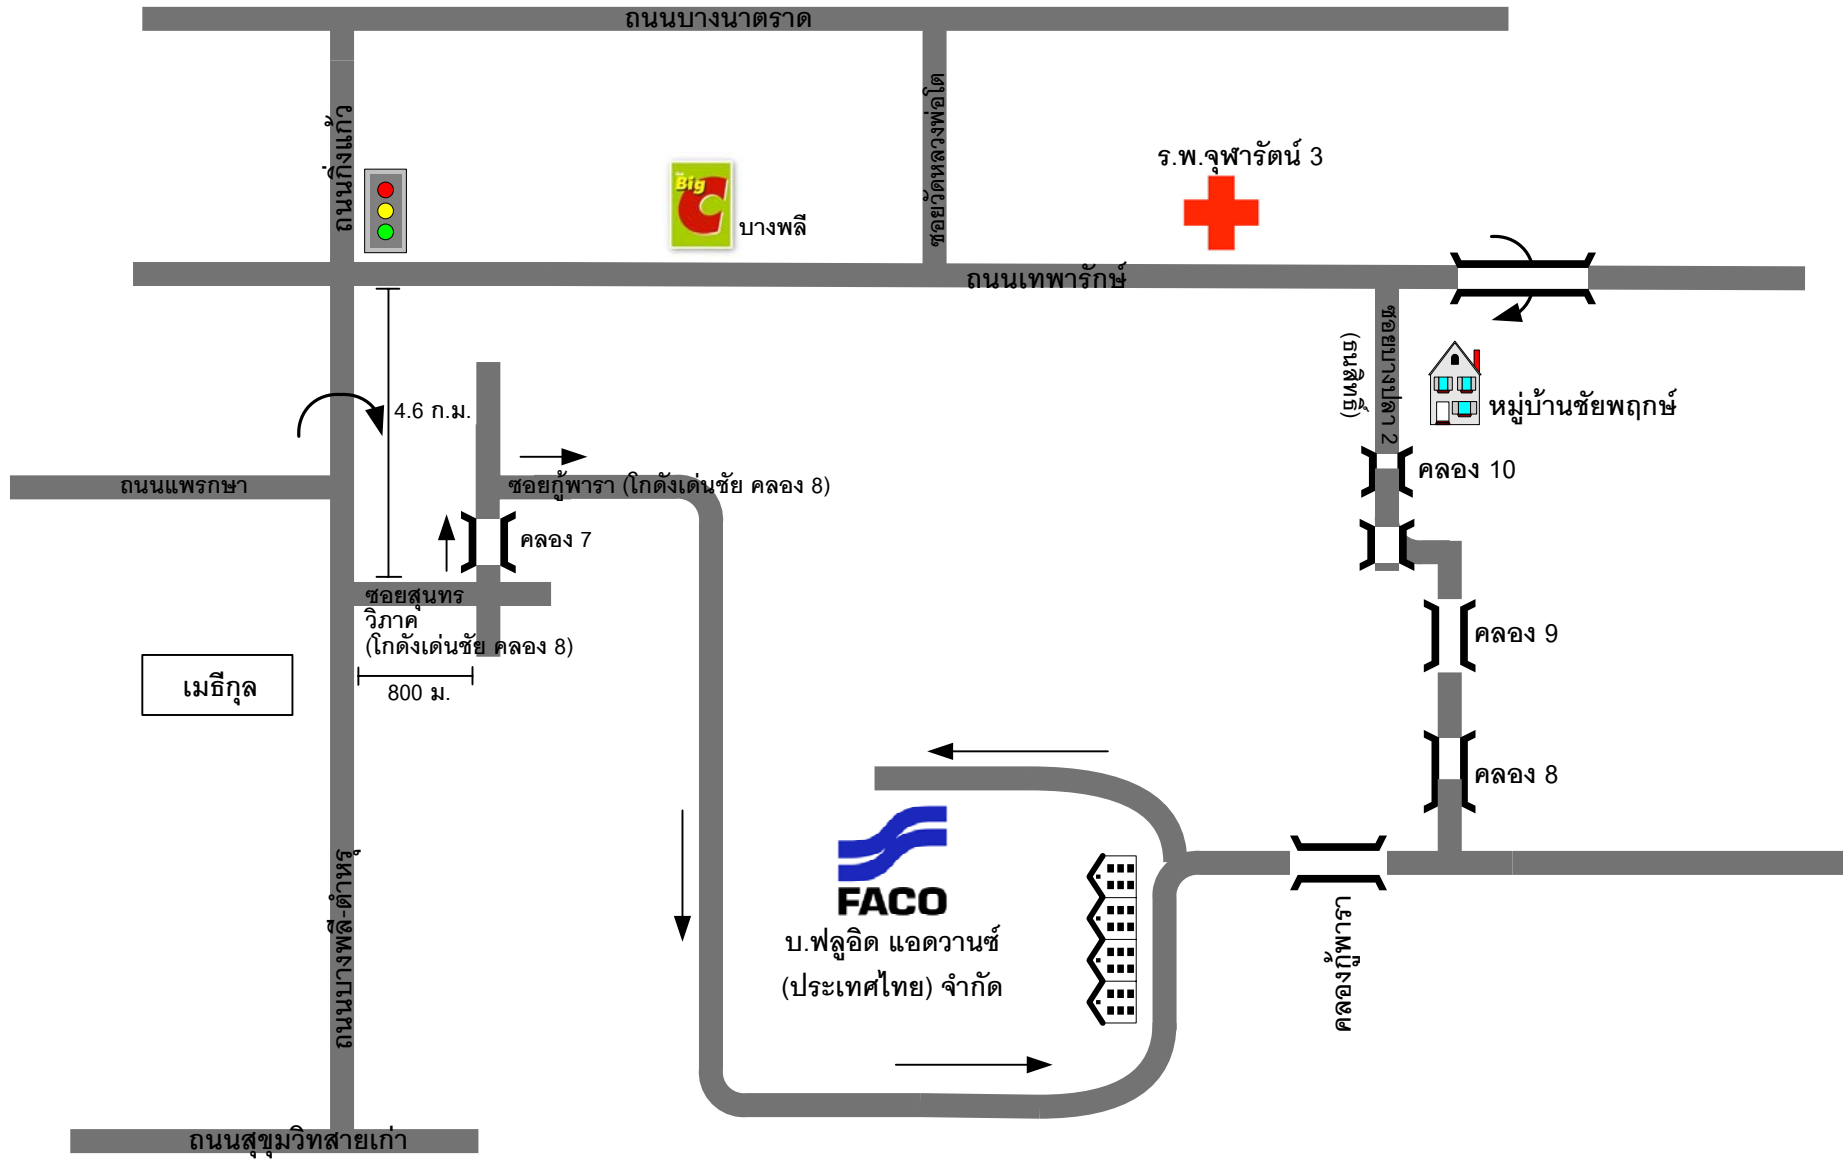 ถนนบางนาตราด
ถนนกิ่งแก้ว
ซอยวัดหลวงพ่อโต
ร.พ.จุฬารัตน์ 3
Big C
บางพลี
ถนนเทพารักษ์
ซอยบางปลา 2
(ธนสิทธิ์)
หมู่บ้านชัยพฤกษ์
4.6 ก.ม.
คลอง 10
ถนนแพรกษา
ซอยกู้พารา (โกดังเด่นชัย คลอง 8)
คลอง 7
ซอยสุนทร
วิภาค
(โกดังเด่นชัย คลอง 8)
คลอง 9
เมธีกุล
800 ม.
คลอง 8
FACO
บ.ฟลูอิด แอดวานซ์
(ประเทศไทย) จำกัด
คลองกู้พารา
ถนนบางพลี-ตำหรุ
ถนนสุขุมวิทสายเก่า